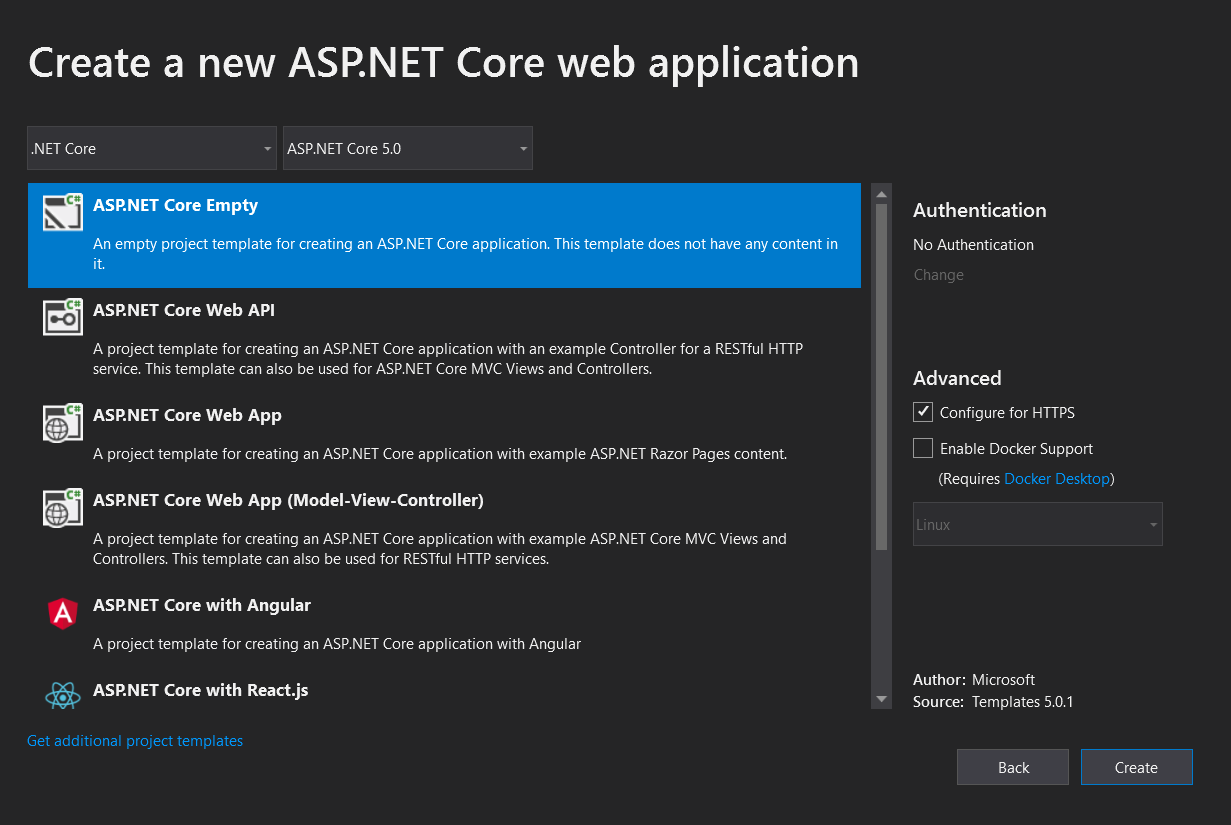 Create a new ASP.NET Core web application
.NET Core
ASP.NET Core 5.0
C#
ASP.NET Core Empty
An empty project template for creating an ASP.NET Core application. This template does not have any content in
it.
C#
ASP.NET Core Web API
A project template for creating an ASP.NET Core application with an example Controller for a RESTful HTTP
service. This template can also be used for ASP.NET Core MVC Views and Controllers.
C#
ASP.NET Core Web App
A project template for creating an ASP.NET Core application with example ASP.NET Razor Pages content.
C#
ASP.NET Core Web App (Model-View-Controller)
A project template for creating an ASP.NET Core application with example ASP.NET Core MVC Views and
Controllers. This template can also be used for RESTful HTTP services.
A
ASP.NET Core with Angular
A project template for creating an ASP.NET Core application with Angular
ASP.NET Core with React.js
Get additional project templates
Authentication
No Authentication
Change
Advanced
Configure for HTTPS
Enable Docker Support
(Requires Docker Desktop)
Linux
Author: Microsoft
Source: Templates 5.0.1
Back
Create